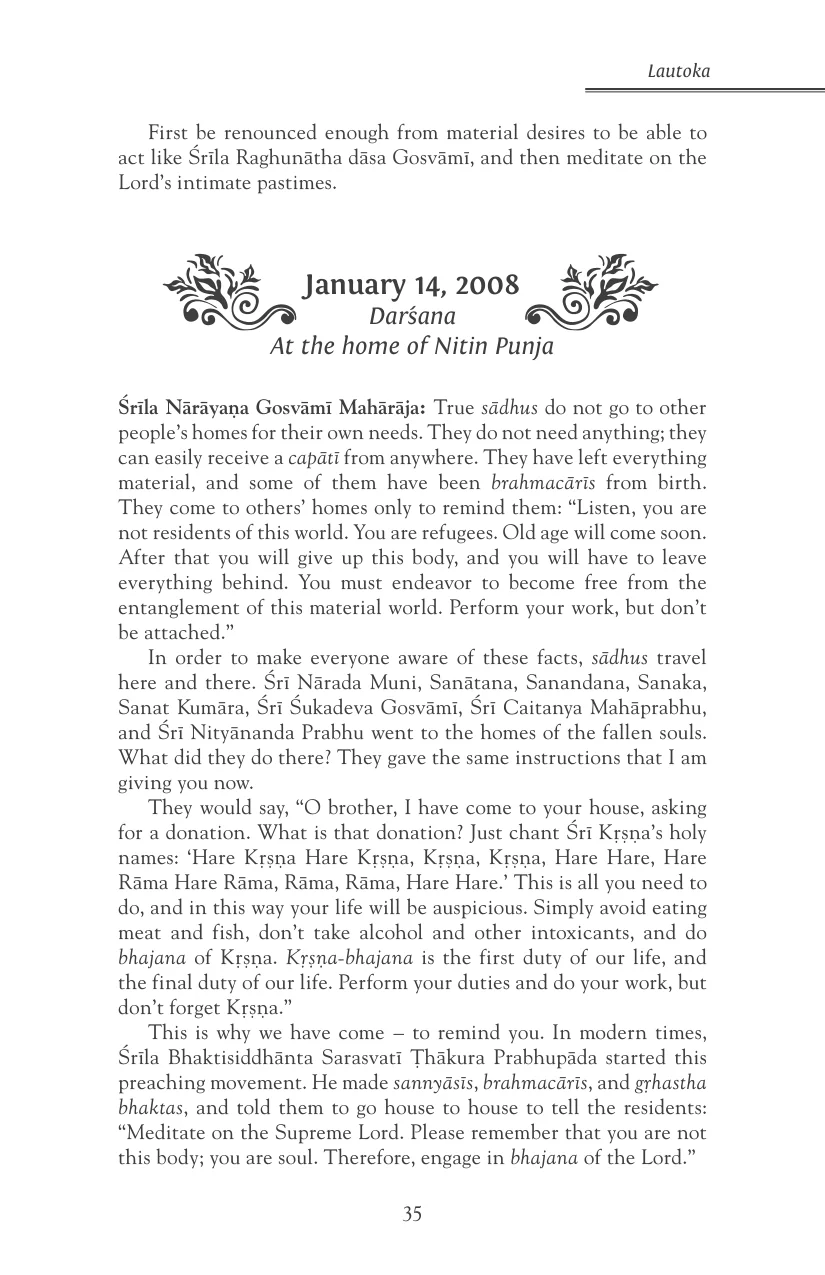 Lautoka
First be renounced enough from material desires to be able to
act like Śrīla Raghunātha dāsa Gosvāmī, and then meditate on the
Lord’s intimate pastimes.
January 14, 2008
Darśana
At the home of Nitin Punja
Śrīla Nārāyaṇa Gosvāmī Mahārāja: True sādhus do not go to other
people’s homes for their own needs. They do not need anything; they
can easily receive a capātī from anywhere. They have left everything
material, and some of them have been brahmacārīs from birth.
They come to others’ homes only to remind them: “Listen, you are
not residents of this world. You are refugees. Old age will come soon.
After that you will give up this body, and you will have to leave
everything behind. You must endeavor to become free from the
entanglement of this material world. Perform your work, but don’t
be attached.”
In order to make everyone aware of these facts, sādhus travel
here and there. Śrī Nārada Muni, Sanātana, Sanandana, Sanaka,
Sanat Kumāra, Śrī Śukadeva Gosvāmī, Śrī Caitanya Mahāprabhu,
and Śrī Nityānanda Prabhu went to the homes of the fallen souls.
What did they do there? They gave the same instructions that I am
giving you now.
They would say, “O brother, I have come to your house, asking
for a donation. What is that donation? Just chant Śrī Kṛṣṇa’s holy
names: ‘Hare Kṛṣṇa Hare Kṛṣṇa, Kṛṣṇa, Kṛṣṇa, Hare Hare, Hare
Rāma Hare Rāma, Rāma, Rāma, Hare Hare.’ This is all you need to
do, and in this way your life will be auspicious. Simply avoid eating
meat and fish, don’t take alcohol and other intoxicants, and do
bhajana of Kṛṣṇa. Kṛṣṇa-bhajana is the first duty of our life, and
the final duty of our life. Perform your duties and do your work, but
don’t forget Kṛṣṇa.”
This is why we have come – to remind you. In modern times,
Śrīla Bhaktisiddhānta Sarasvatī Ṭhākura Prabhupāda started this
preaching movement. He made sannyāsīs, brahmacārīs, and gṛhastha
bhaktas, and told them to go house to house to tell the residents:
“Meditate on the Supreme Lord. Please remember that you are not
this body; you are soul. Therefore, engage in bhajana of the Lord.”
35